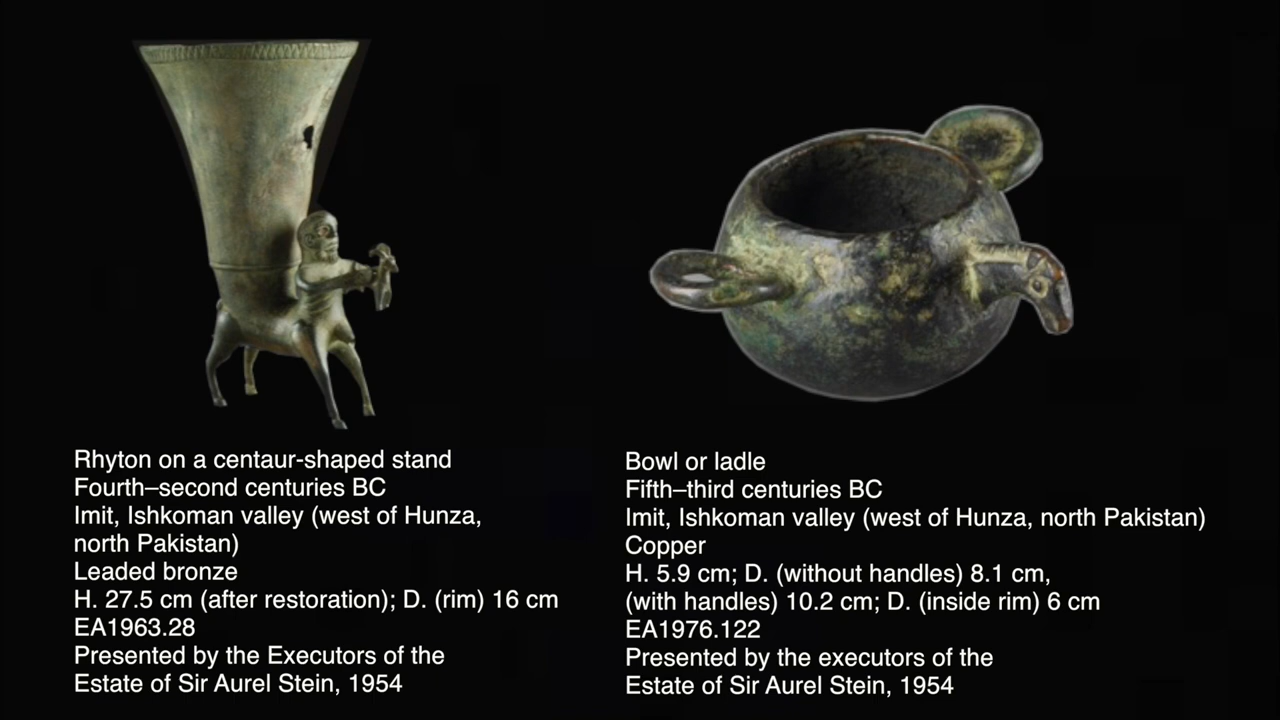 Rhyton on a centaur-shaped stand
Fourth–second centuries BC
Imit, Ishkoman valley (west of Hunza,
north Pakistan)
Leaded bronze
H. 27.5 cm (after restoration); D. (rim) 16 cm
EA1963.28
Presented by the Executors of the
Estate of Sir Aurel Stein, 1954
Bowl or ladle
Fifth–third centuries BC
Imit, Ishkoman valley (west of Hunza, north Pakistan)
Copper
H. 5.9 cm; D. (without handles) 8.1 cm,
(with handles) 10.2 cm; D. (inside rim) 6 cm
EA1976.122
Presented by the executors of the
Estate of Sir Aurel Stein, 1954